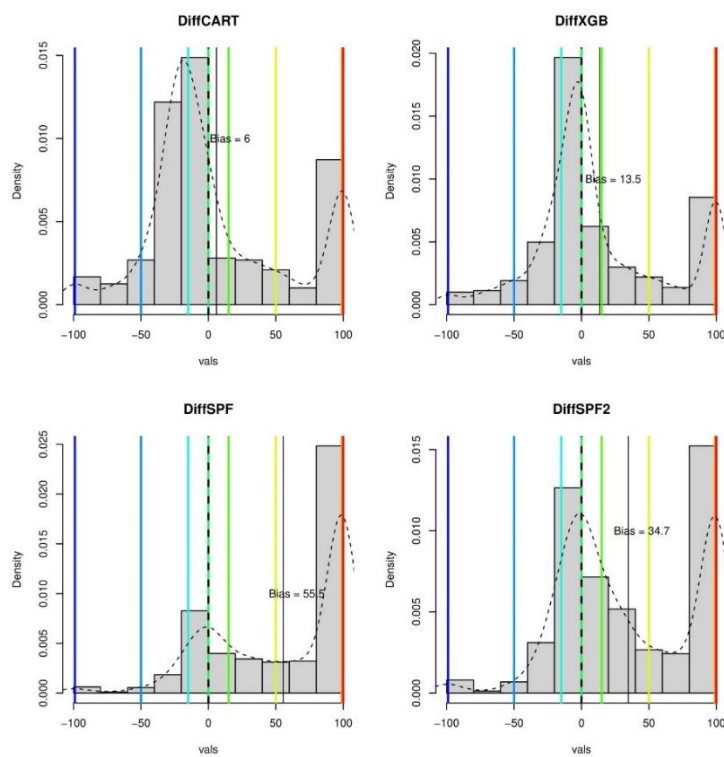 DiffCART
0.015
0.010
0.005
0.000
Density
Bias = 6
−100
−50
0
50
100
vals
DiffXGB
0.020
0.015
0.010
0.005
0.000
Density
Bias = 13.5
−100
−50
0
50
100
vals
DiffSPF
0.025
0.020
0.015
0.010
0.005
0.000
Density
Bias = 55.5
−100
−50
0
50
100
vals
DiffSPF2
0.015
0.010
0.005
0.000
Density
Bias = 34.7
−100
−50
0
50
100
vals